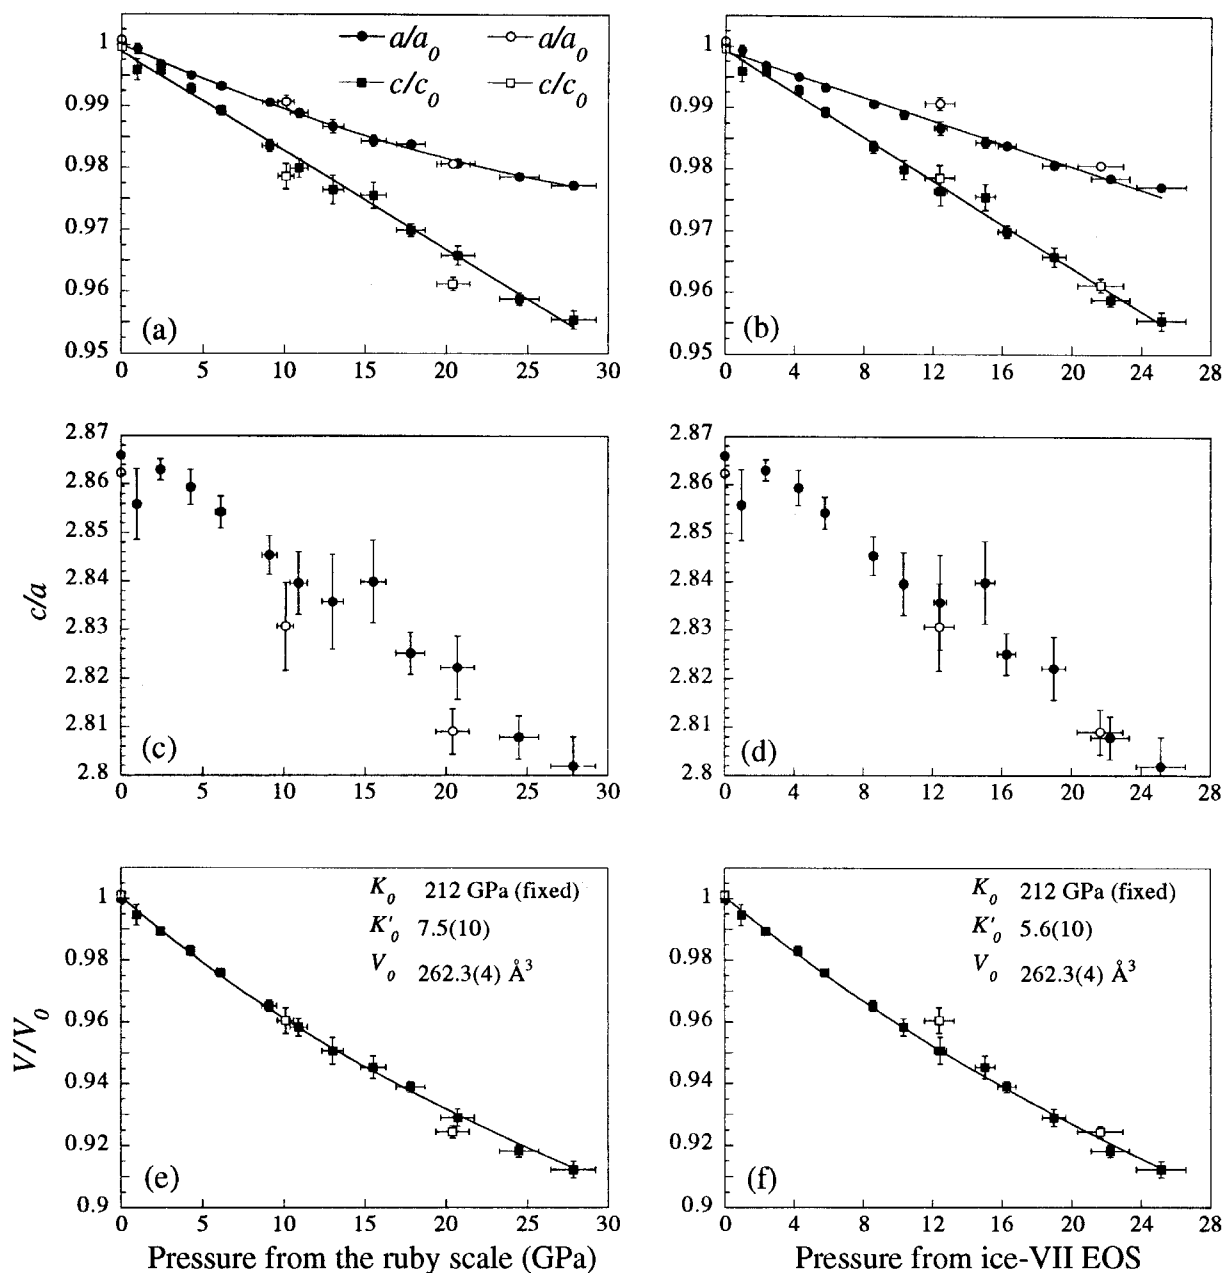 a/a0 a/a0
c/c0 c/c0
1
0.99
0.98
0.97
0.96
0.95
(a)
0 5 10 15 20 25 30
1
0.99
0.98
0.97
0.96
0.95
(b)
0 4 8 12 16 20 24 28
c/a
2.87
2.86
2.85
2.84
2.83
2.82
2.81
2.8
(c)
0 5 10 15 20 25 30
2.87
2.86
2.85
2.84
2.83
2.82
2.81
2.8
(d)
0 4 8 12 16 20 24 28
V/V0
1
0.98
0.96
0.94
0.92
0.9
K0 212 GPa (fixed)
K'0 7.5(10)
V0 262.3(4) Å3
(e)
0 5 10 15 20 25 30
Pressure from the ruby scale (GPa)
1
0.98
0.96
0.94
0.92
0.9
K0 212 GPa (fixed)
K'0 5.6(10)
V0 262.3(4) Å3
(f)
0 4 8 12 16 20 24 28
Pressure from ice-VII EOS